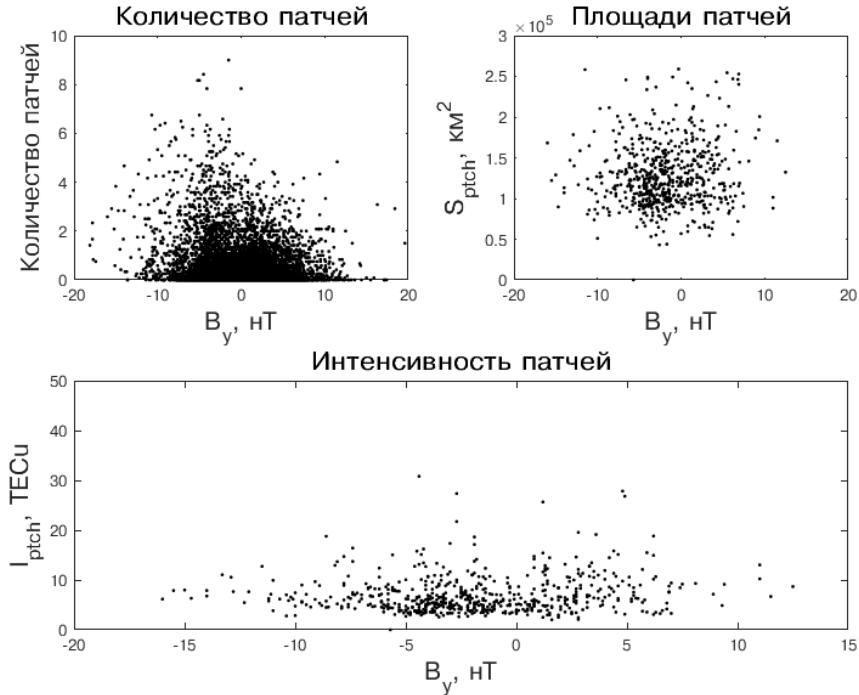 Количество патчей
Количество патчей
10
8
6
4
2
0
-20 -10 0 10 20
B_y, нТ
Площади патчей
× 10^5
S_ptch, км^2
3
2.5
2
1.5
1
0.5
0
-20 -10 0 10 20
B_y, нТ
Интенсивность патчей
I_ptch, TECu
50
40
30
20
10
0
-20 -15 -10 -5 0 5 10 15
B_y, нТ